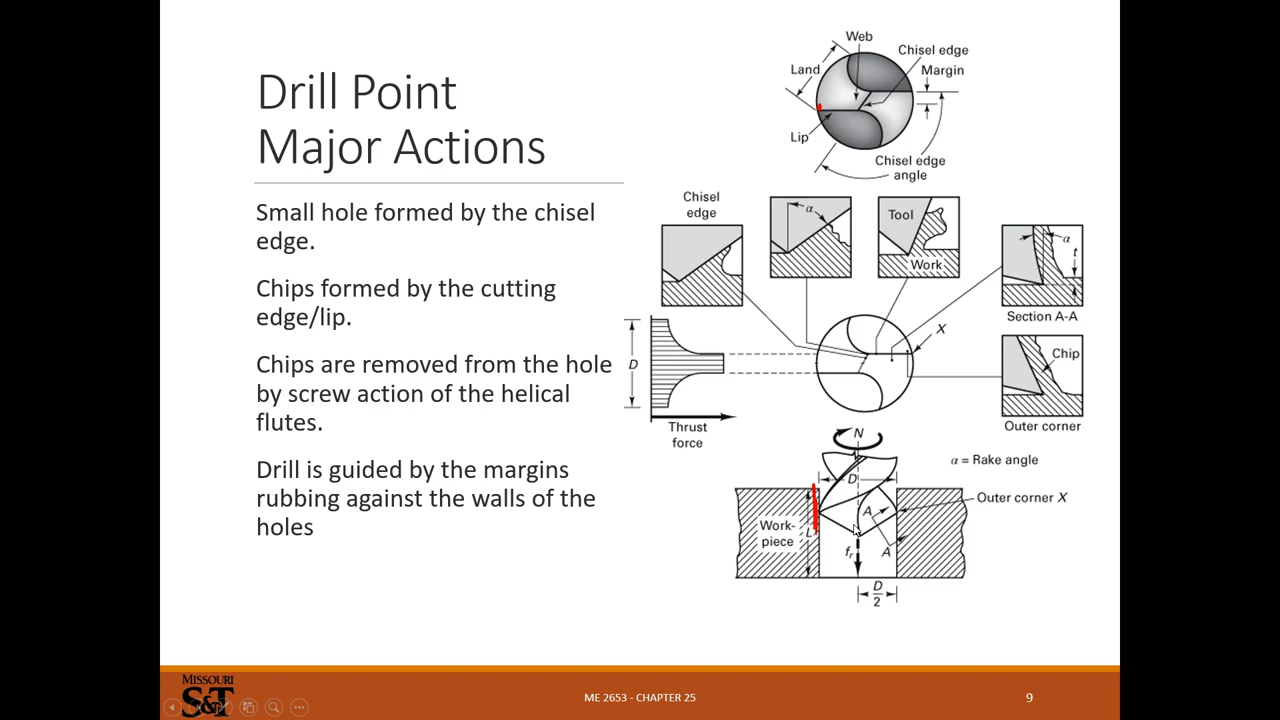 Drill Point
Major Actions
Small hole formed by the chisel
edge.
Chips formed by the cutting
edge/lip.
Chips are removed from the hole
by screw action of the helical
flutes.
Drill is guided by the margins
rubbing against the walls of the
holes
Web
Chisel edge
Land
Margin
Lip
Chisel edge
angle
Chisel
edge
α
Tool
Work
α
t
Section A-A
X
D
Chip
Thrust
force
Outer corner
N
α = Rake angle
D
Outer corner X
A
Work-
piece
L
A
fr
D
2
MISSOURI
S&T
ME 2653 - CHAPTER 25
9